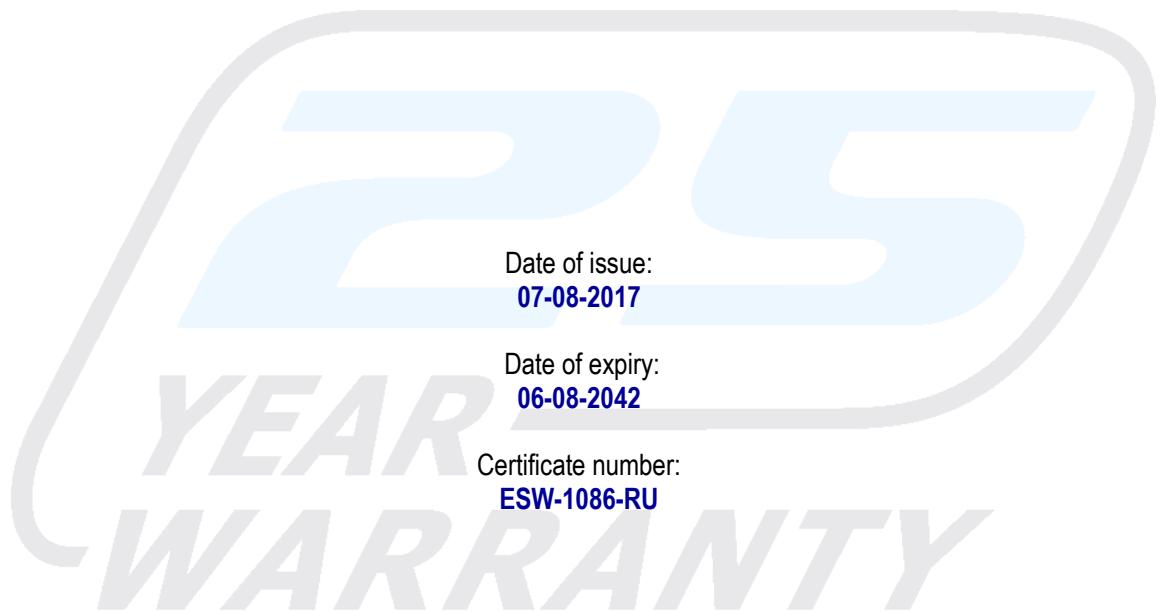 25
Date of issue:
07-08-2017
Date of expiry:
06-08-2042
YEAR
Certificate number:
ESW-1086-RU
WARRANTY